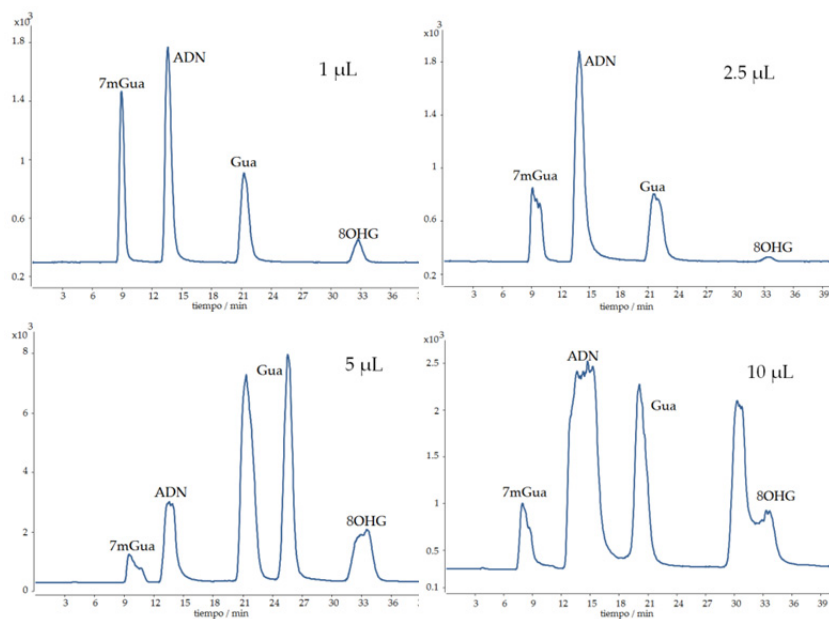 x10³
1.8
1.4
1
0.6
0.2
7mGua
ADN
Gua
8OHG
1 µL
3 6 9 12 15 18 21 24 27 30 33 36
tiempo / min
x10 3
1.8
1.4
1
0.6
0.2
7mGua
ADN
Gua
8OHG
2.5 µL
3 6 9 12 15 18 21 24 27 30 33 36 39
tiempo / min
x10 3
8
6
4
2
0
7mGua
ADN
Gua
8OHG
5 µL
3 6 9 12 15 18 21 24 27 30 33 36
tiempo / min
x10 3
2.5
2
1
0.5
0.1
7mGua
ADN
Gua
8OHG
10 µL
3 6 9 12 15 18 21 24 27 30 33 36 39
tiempo / min